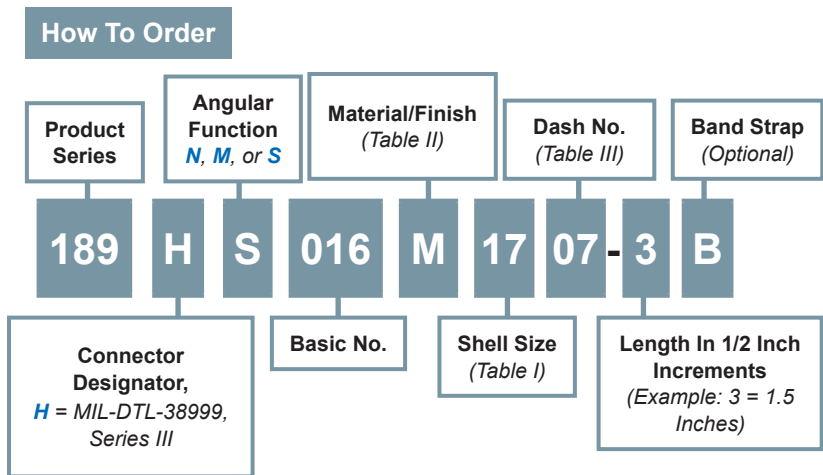 How To Order
Product
Series
Angular
Function
N, M, or S
Material/Finish
(Table II)
Dash No.
(Table III)
Band Strap
(Optional)
189 H S 016 M 17 07 - 3 B
Connector
Designator,
H = MIL-DTL-38999,
Series III
Basic No.
Shell Size
(Table I)
Length In 1/2 Inch
Increments
(Example: 3 = 1.5
Inches)